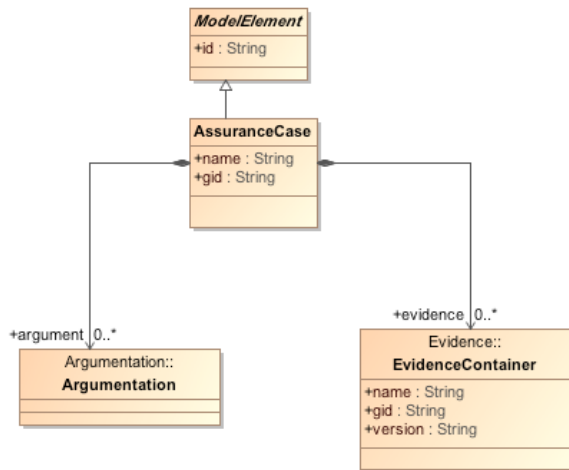 ModelElement
+id : String
AssuranceCase
+name : String
+gid : String
+argument 0..*
+evidence 0..*
Argumentation::
Argumentation
Evidence::
EvidenceContainer
+name : String
+gid : String
+version : String